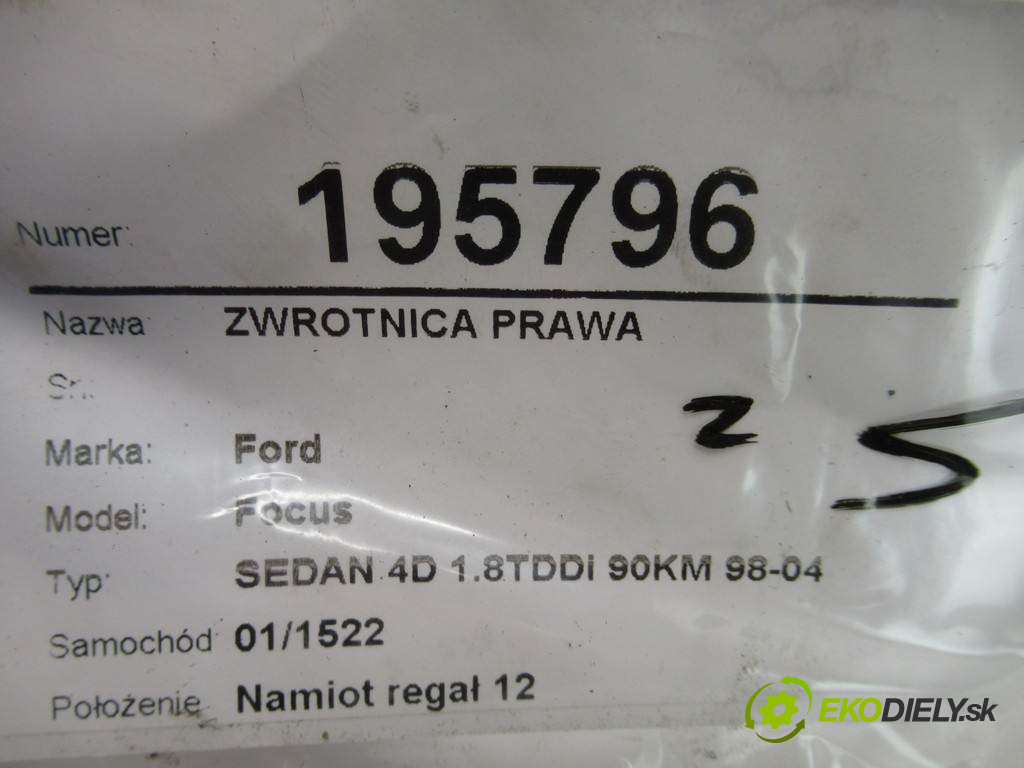 Numer: 195796
Nazwa ZWROTNICA PRAWA
Sn:
Marka: Ford
Model: Focus
Typ: SEDAN 4D 1.8TDDI 90KM 98-04
Samochód 01/1522
Położenie Namiot regał 12
EKODIELY.sk